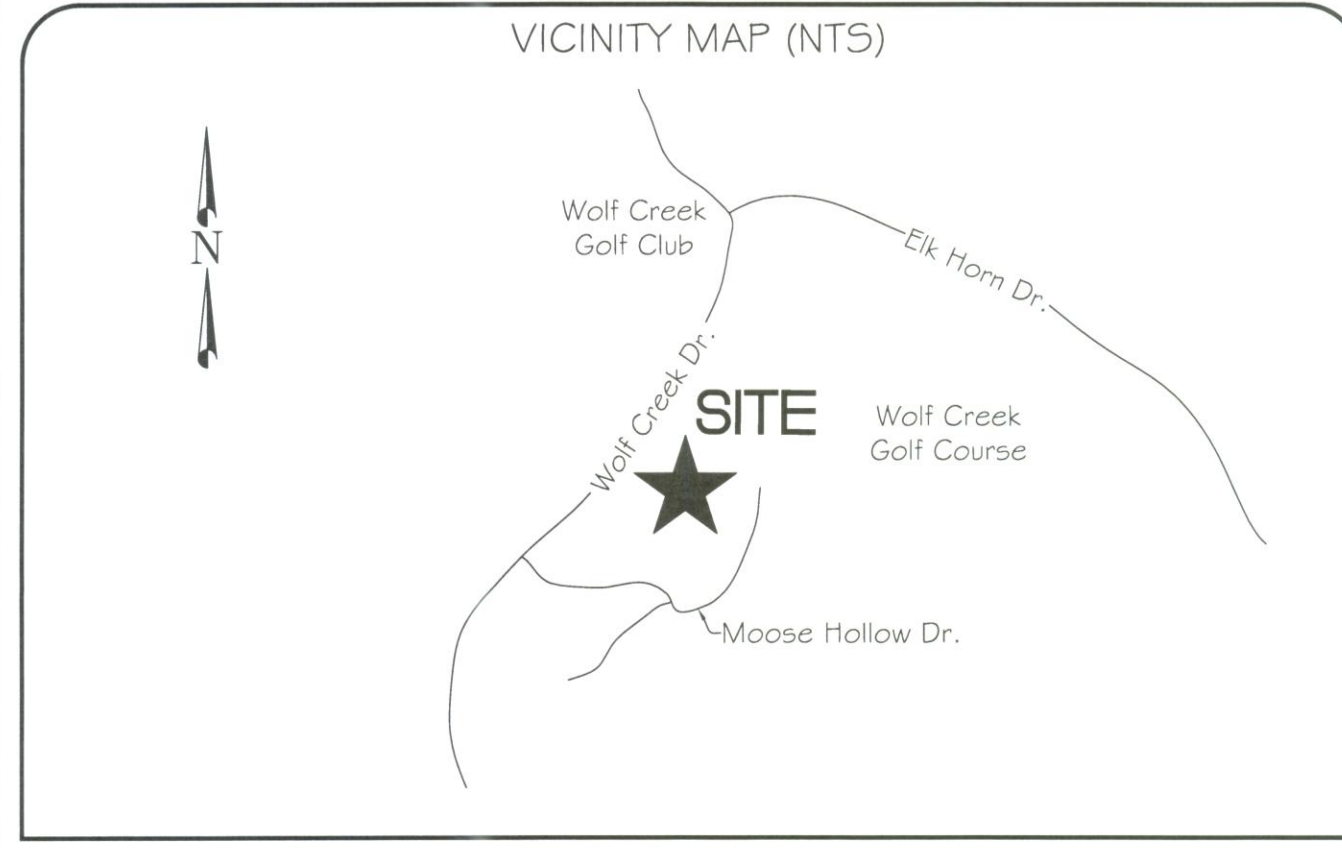 VICINITY MAP (NTS)
N
Wolf Creek
Golf Club
Elk Horn Dr.
Wolf Creek Dr.
SITE
Wolf Creek
Golf Course
Moose Hollow Dr.